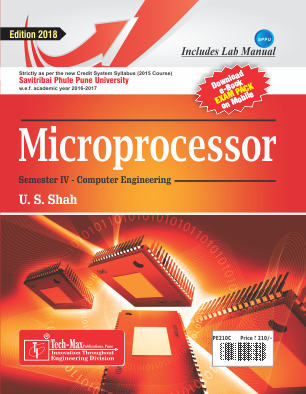 Edition 2018
SPPU
Includes Lab Manual
Strictly as per the new Credit System Syllabus (2015 Course)
Savitribai Phule Pune University
w.e.f. academic year 2016-2017
Download
e-Book
EXAM PACK
on Mobile
Microprocessor
Semester IV - Computer Engineering
U. S. Shah
Tech-Max Publications, Pune
Innovation Throughout
Engineering Division
PE210C Price ₹ 210/-